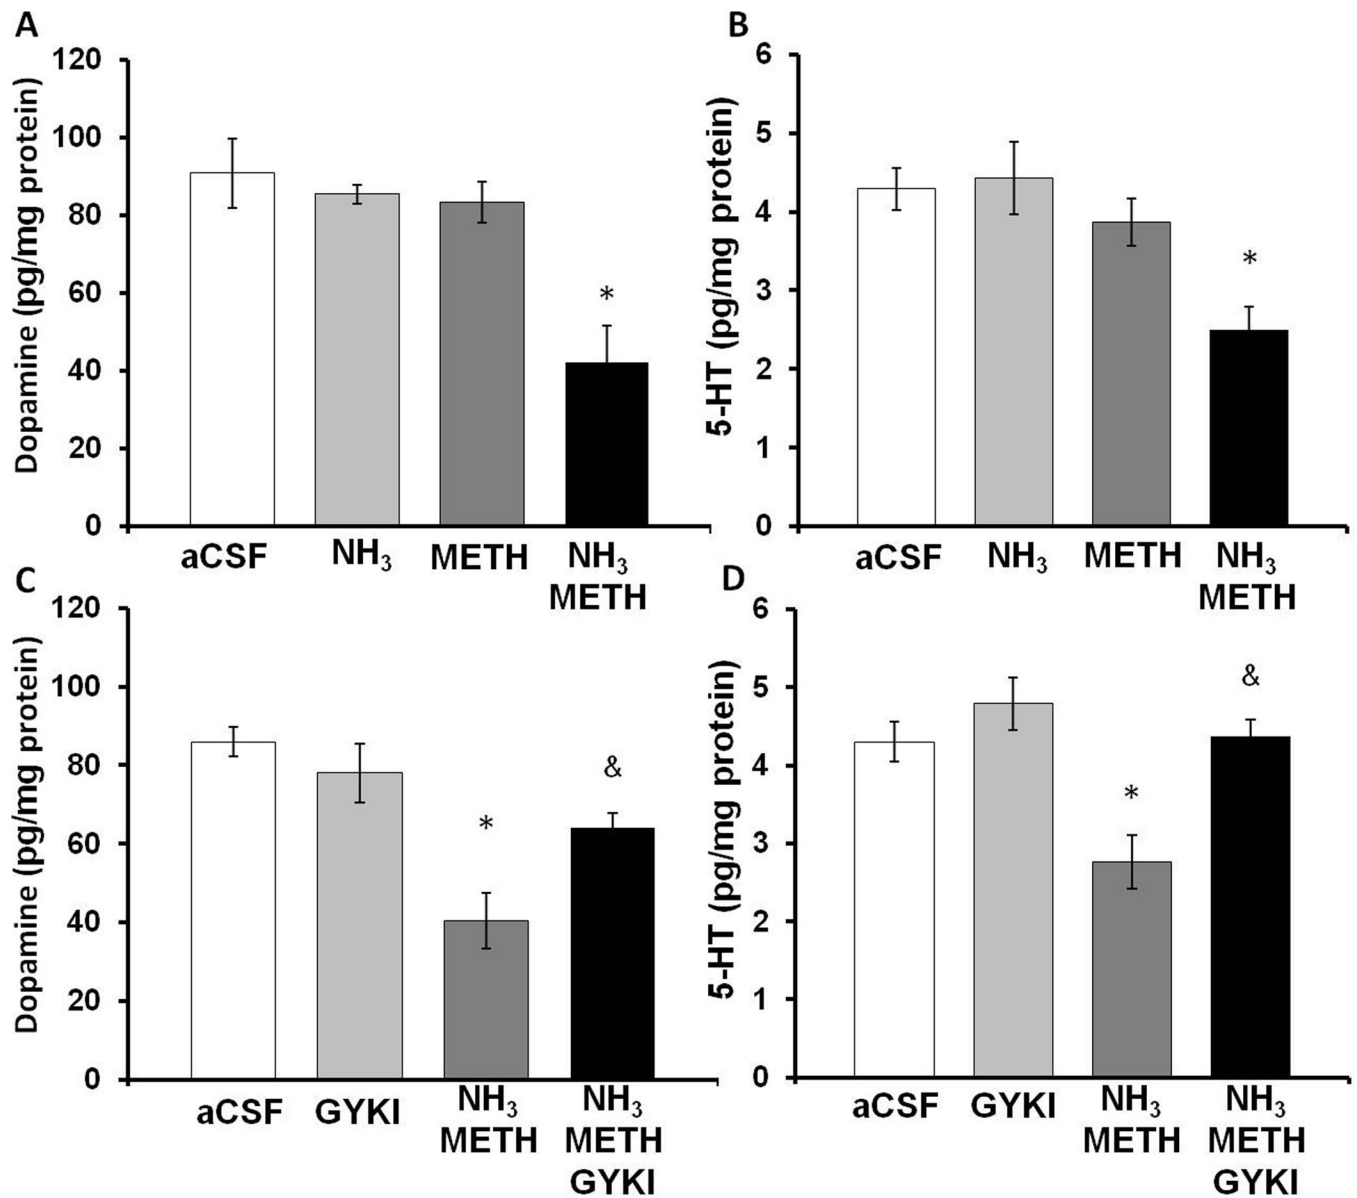 A
Dopamine (pg/mg protein)
120
100
80
60
40
20
0
*
aCSF
NH3
METH
NH3
METH
B
5-HT (pg/mg protein)
6
5
4
3
2
1
0
*
aCSF
NH3
METH
NH3
METH
C
Dopamine (pg/mg protein)
120
100
80
60
40
20
0
*
&
aCSF
GYKI
NH3
METH
NH3
METH
GYKI
D
5-HT (pg/mg protein)
6
5
4
3
2
1
0
*
&
aCSF
GYKI
NH3
METH
NH3
METH
GYKI